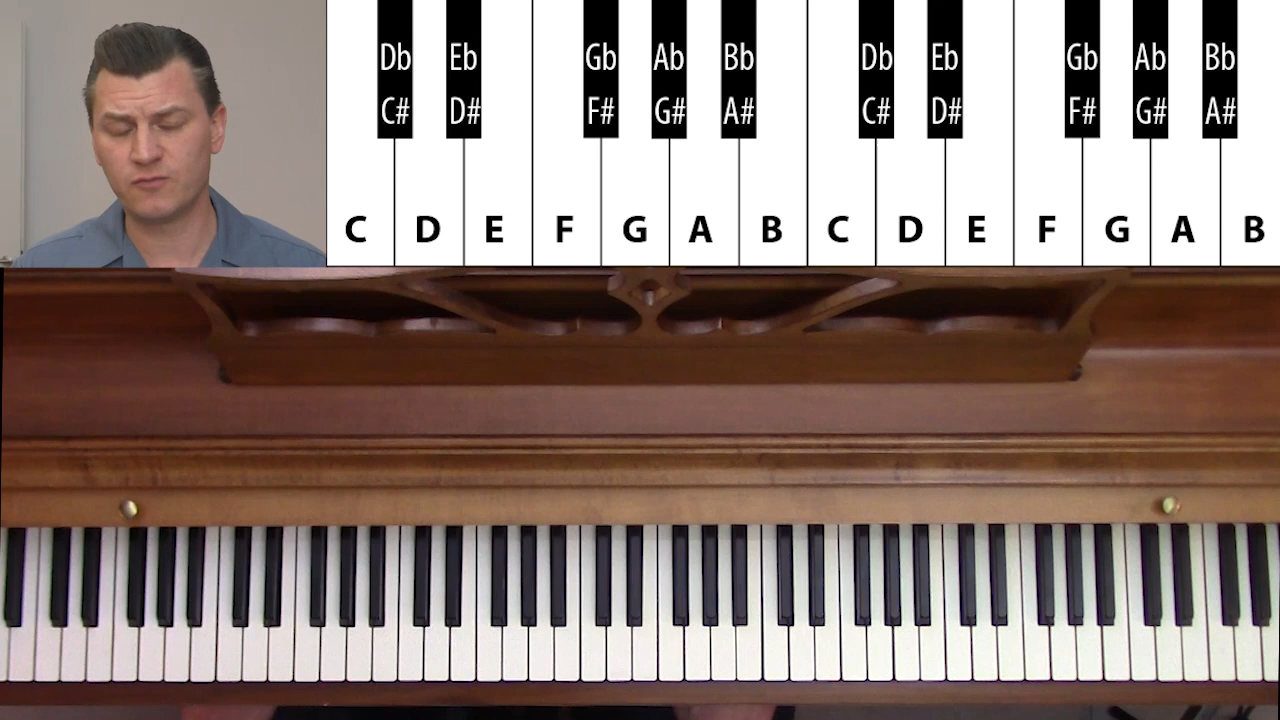 Db Eb Gb Ab Bb Db Eb Gb Ab Bb
C# D# F# G# A# C# D# F# G# A#
C D E F G A B C D E F G A B